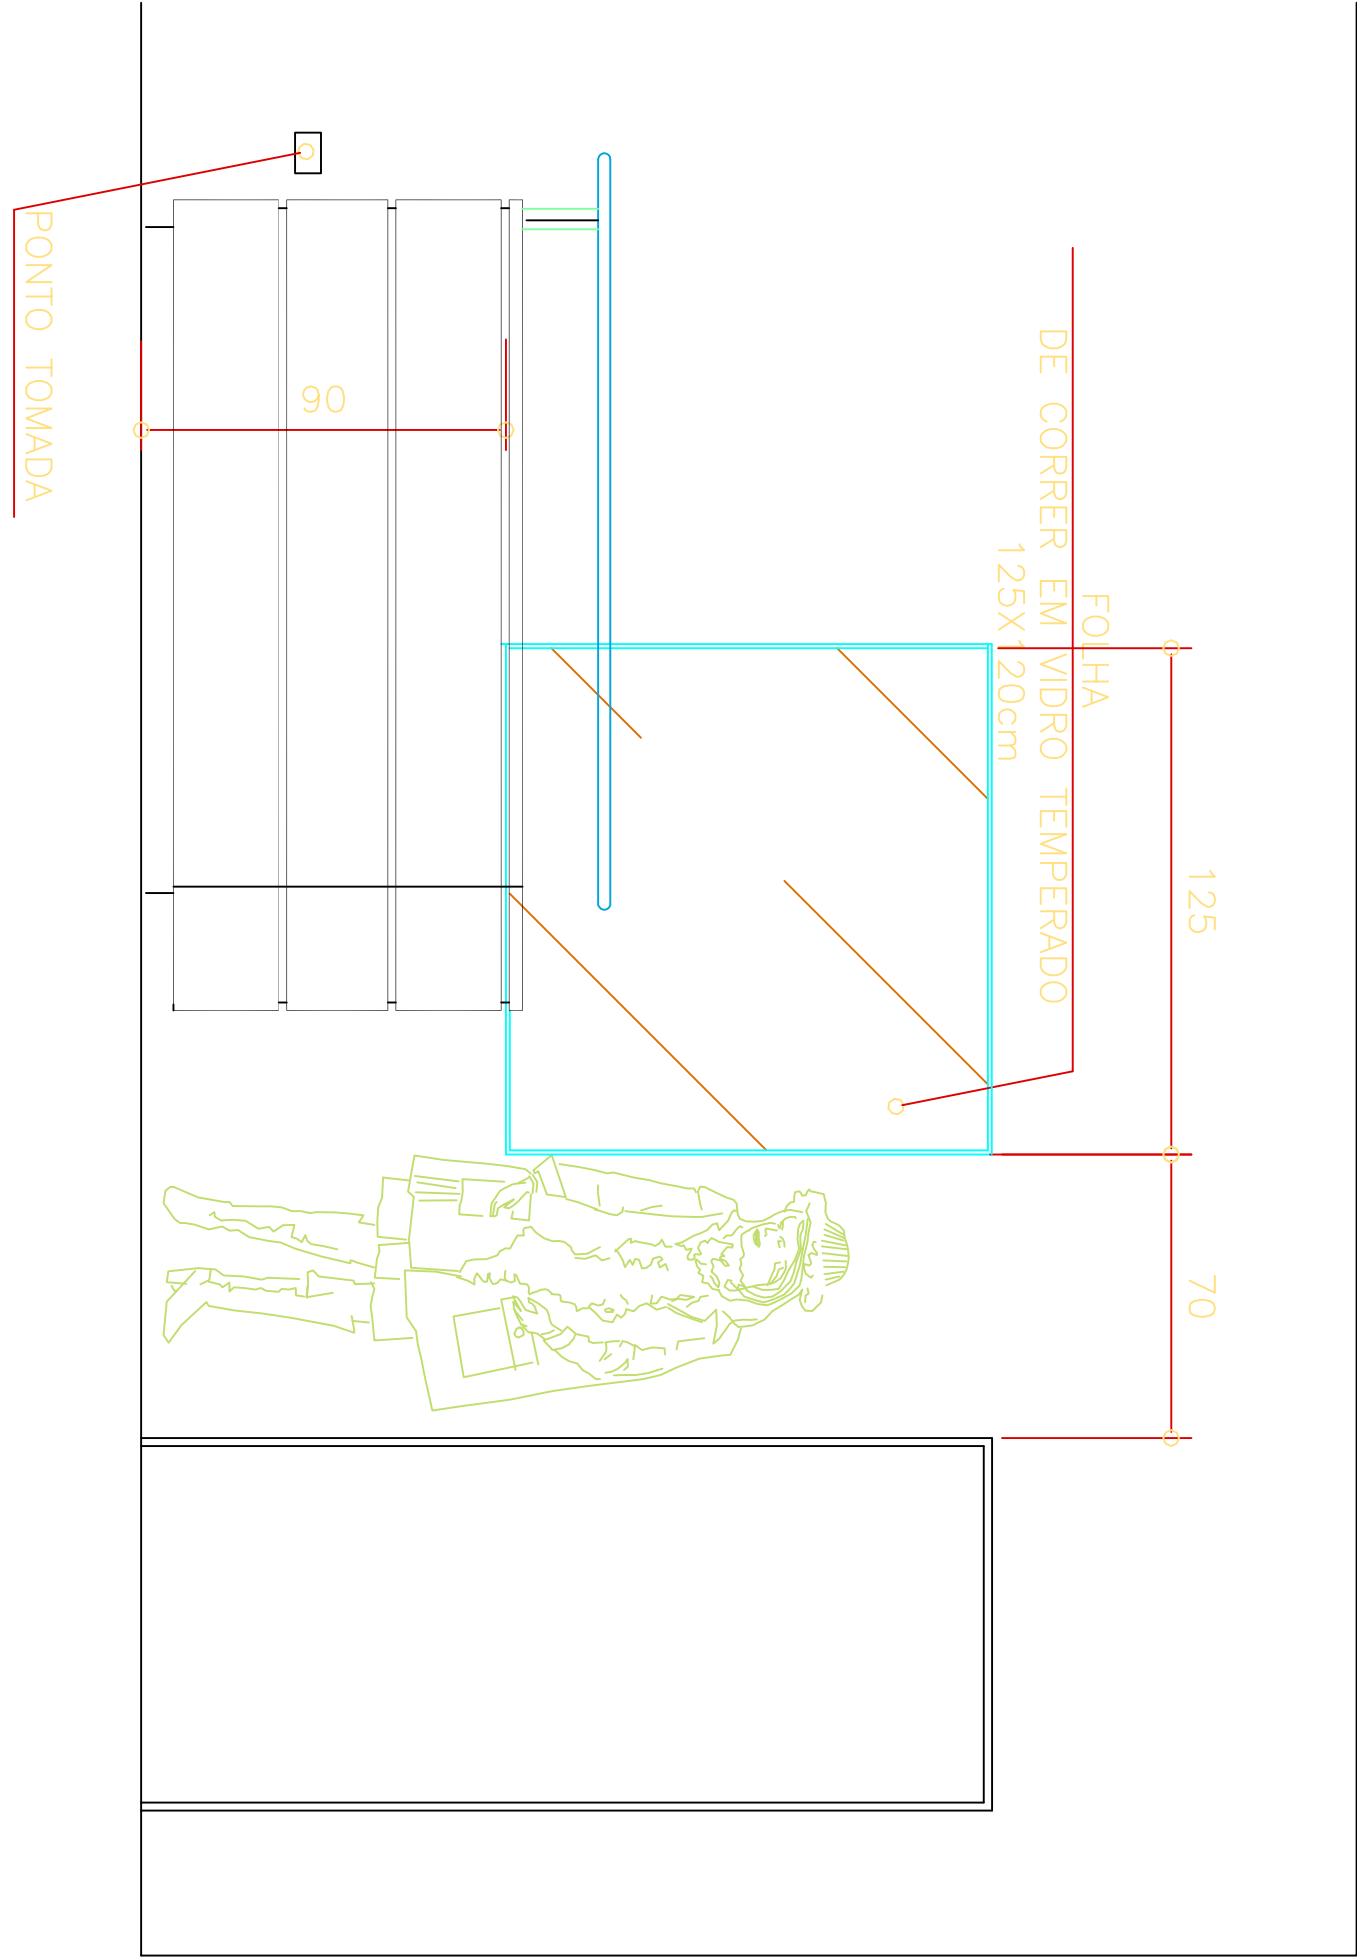 FOLHA
DE CORRER EM VIDRO TEMPERADO
125X120cm
125
70
90
PONTO TOMADA